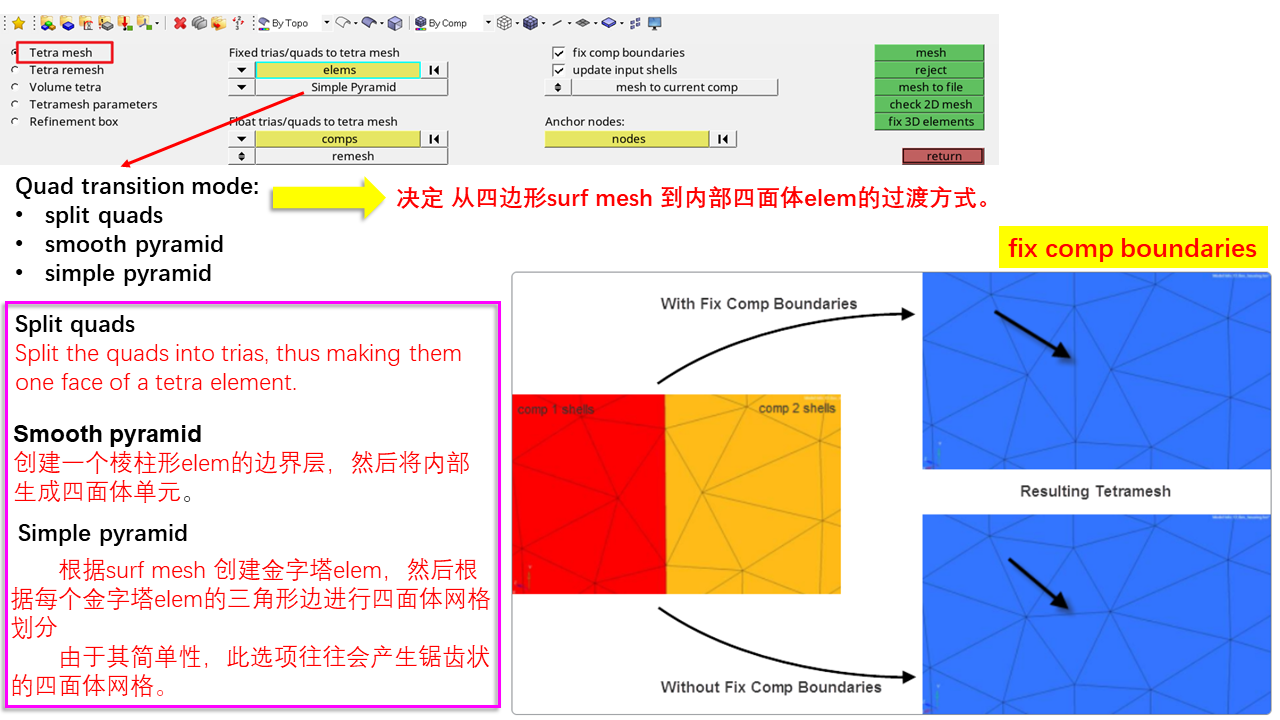 By Topo
By Comp
Tetra mesh
Tetra remesh
Volume tetra
Tetramesh parameters
Refinement box
Fixed trias/quads to tetra mesh
elems
Simple Pyramid
Float trias/quads to tetra mesh
comps
remesh
fix comp boundaries
update input shells
mesh to current comp
Anchor nodes:
nodes
mesh
reject
mesh to file
check 2D mesh
fix 3D elements
return
Quad transition mode:
• split quads
• smooth pyramid
• simple pyramid
决定 从四边形surf mesh 到内部四面体elem的过渡方式。
fix comp boundaries
Split quads
Split the quads into trias, thus making them
one face of a tetra element.
Smooth pyramid
创建一个棱柱形elem的边界层，然后将内部
生成四面体单元。
Simple pyramid
根据surf mesh 创建金字塔elem，然后根
据每个金字塔elem的三角形边进行四面体网格
划分
由于其简单性，此选项往往会产生锯齿状
的四面体网格。
With Fix Comp Boundaries
comp 1 shells
comp 2 shells
Resulting Tetramesh
Without Fix Comp Boundaries